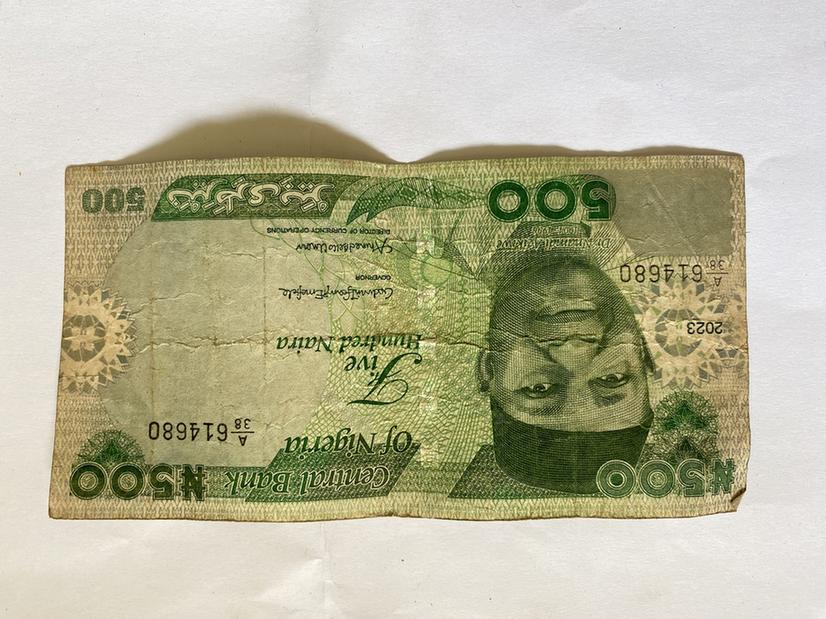 ₦500
Central Bank
Of Nigeria
₦500
A/38 614680
Five
Hundred Naira
2023
GOVERNOR
A/38 614680
DIRECTOR OF CURRENCY OPERATIONS
Dr. Nnamdi Azikiwe
500
500